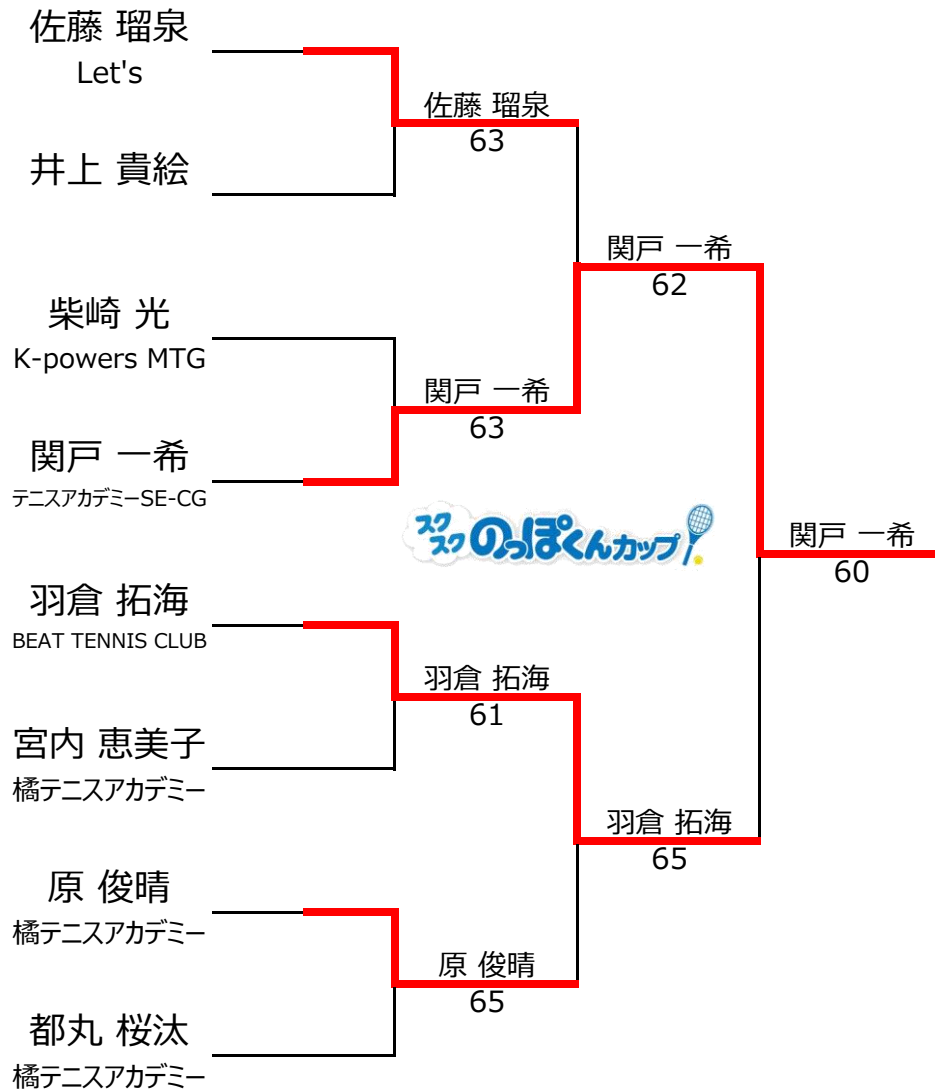 佐藤 瑠泉
Let's
井上 貴絵
柴崎 光
K-powers MTG
関戸 一希
テニスアカデミーSE-CG
羽倉 拓海
BEAT TENNIS CLUB
宮内 恵美子
橘テニスアカデミー
原 俊晴
橘テニスアカデミー
都丸 桜汰
橘テニスアカデミー
佐藤 瑠泉
63
関戸 一希
63
羽倉 拓海
61
原 俊晴
65
関戸 一希
62
羽倉 拓海
65
関戸 一希
60
スクスクのっぽくんカップ